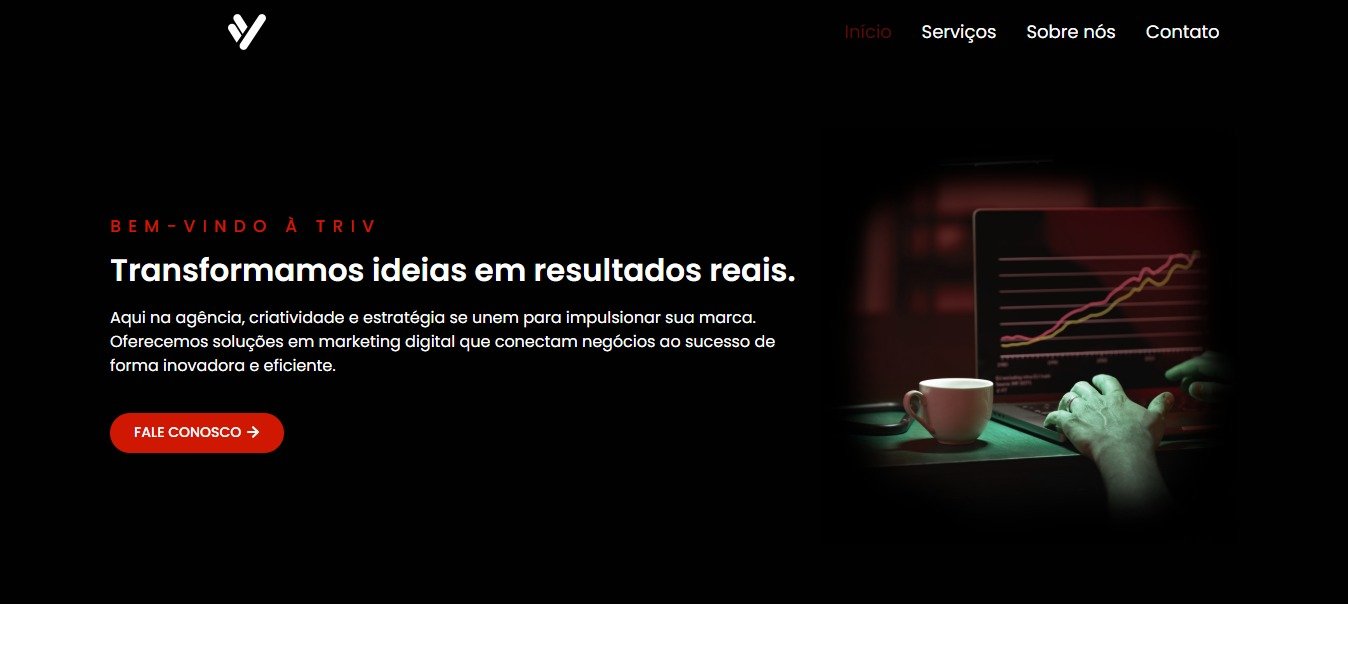 Início Serviços Sobre nós Contato
BEM-VINDO À TRIV
Transformamos ideias em resultados reais.
Aqui na agência, criatividade e estratégia se unem para impulsionar sua marca.
Oferecemos soluções em marketing digital que conectam negócios ao sucesso de
forma inovadora e eficiente.
FALE CONOSCO →